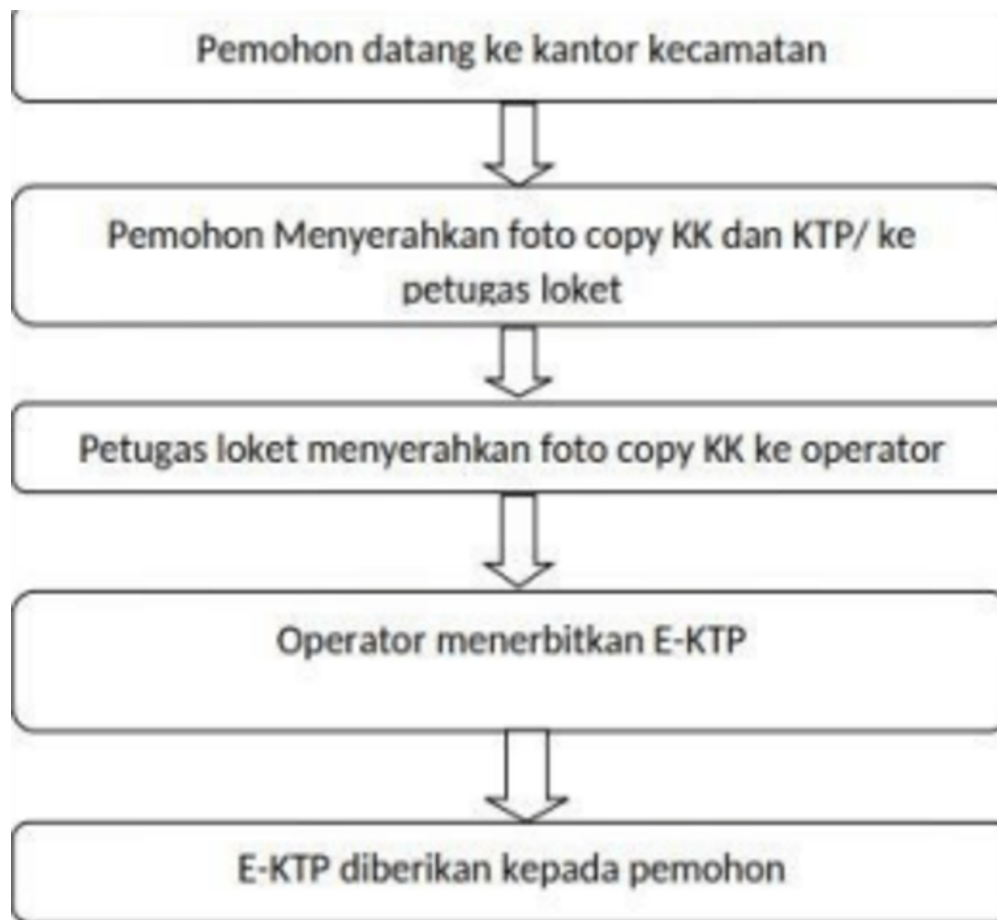 Pemohon datang ke kantor kecamatan
Pemohon Menyerahkan foto copy KK dan KTP/ ke
petugas loket
Petugas loket menyerahkan foto copy KK ke operator
Operator menerbitkan E-KTP
E-KTP diberikan kepada pemohon